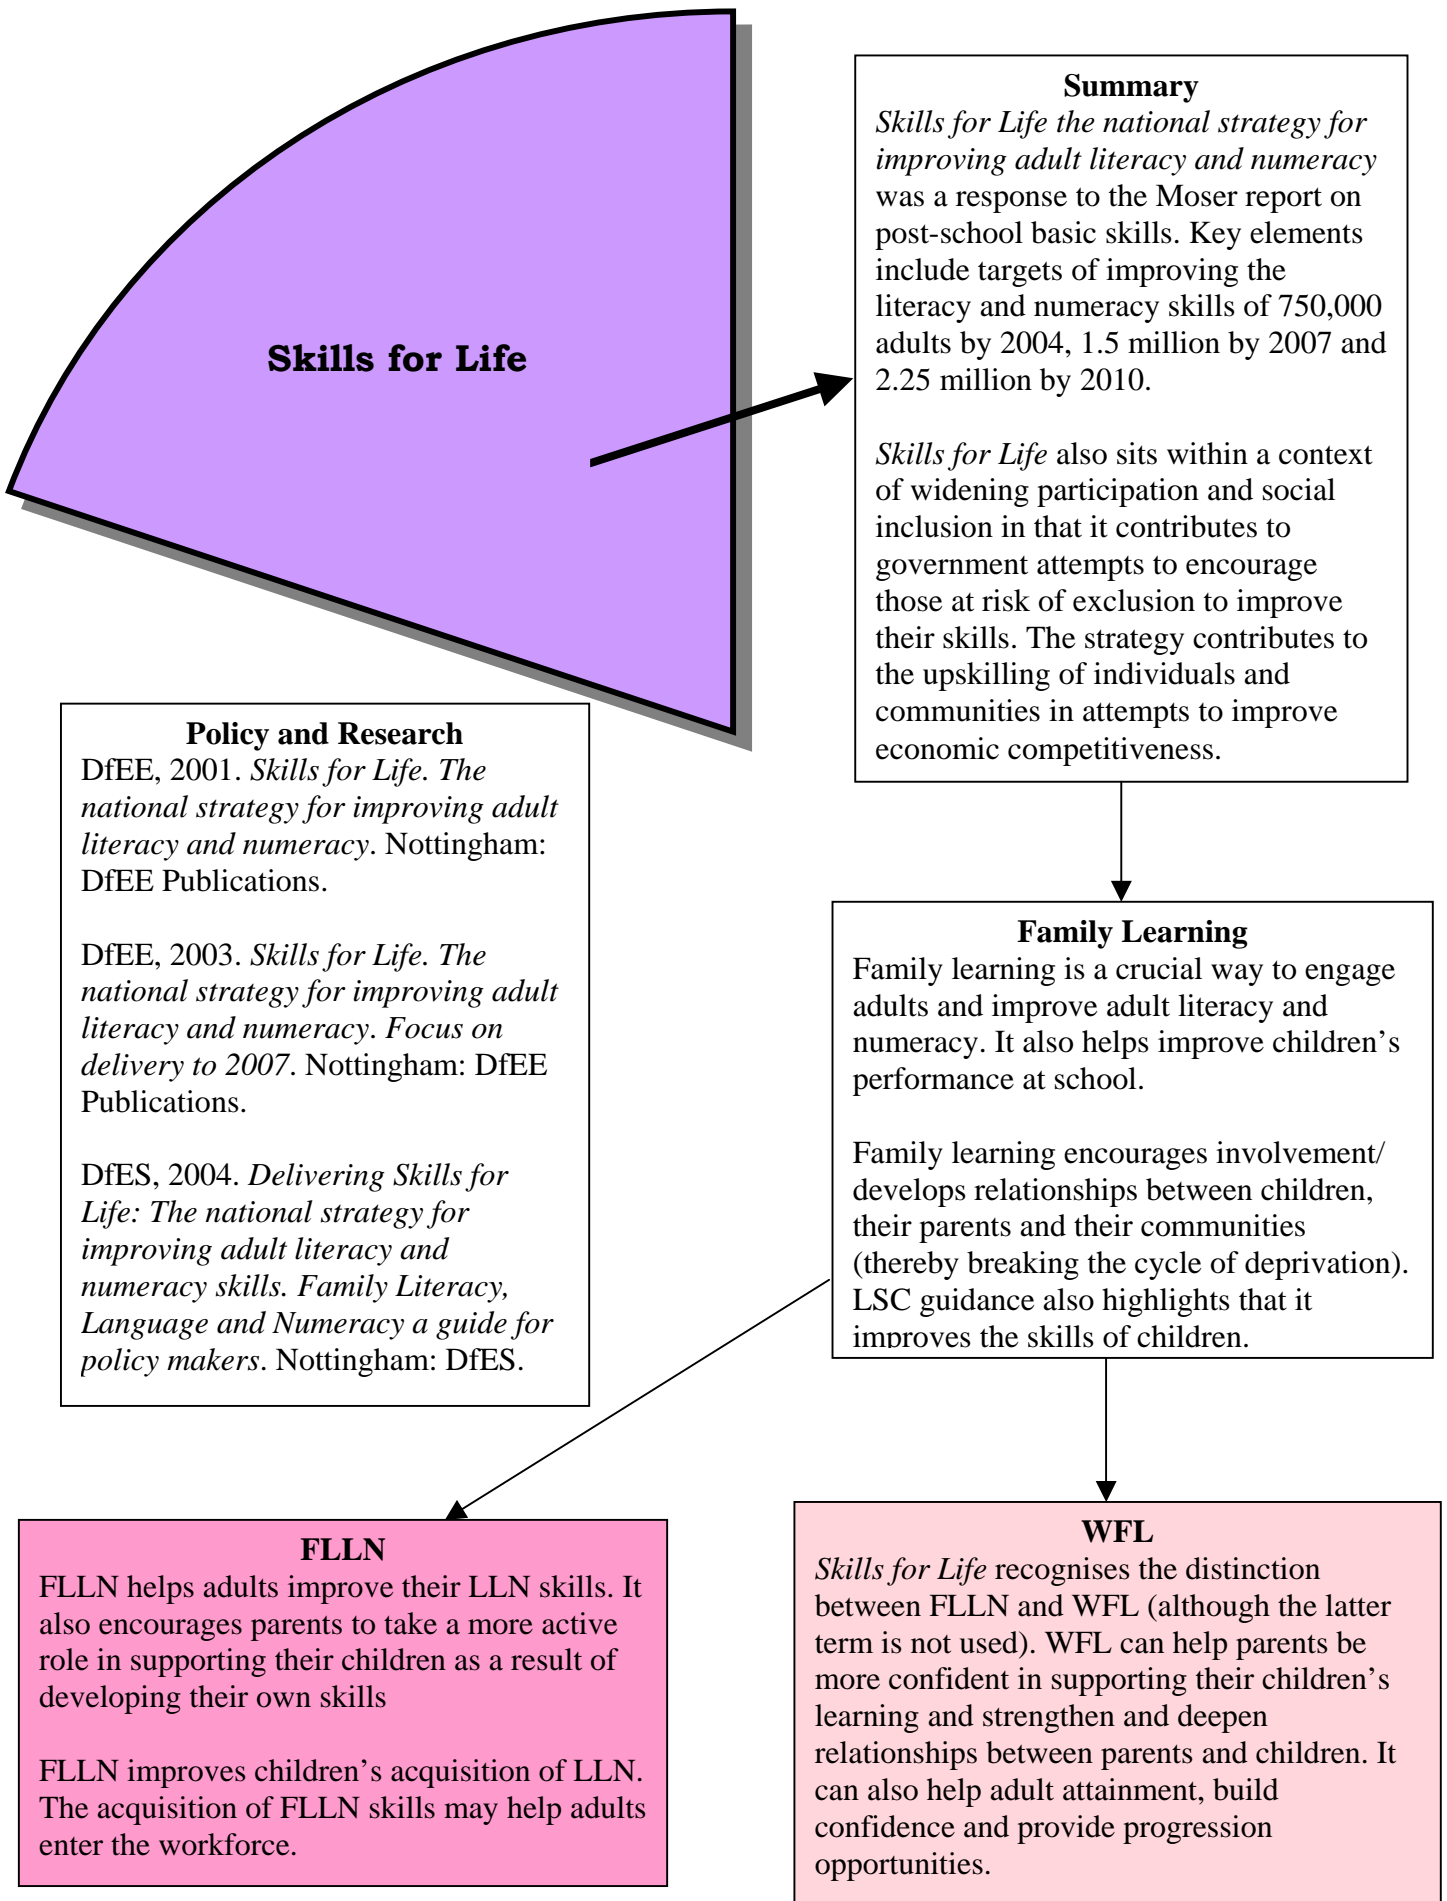 Skills for Life
Summary
Skills for Life the national strategy for
improving adult literacy and numeracy
was a response to the Moser report on
post-school basic skills. Key elements
include targets of improving the
literacy and numeracy skills of 750,000
adults by 2004, 1.5 million by 2007 and
2.25 million by 2010.
Skills for Life also sits within a context
of widening participation and social
inclusion in that it contributes to
government attempts to encourage
those at risk of exclusion to improve
their skills. The strategy contributes to
the upskilling of individuals and
communities in attempts to improve
economic competitiveness.
Policy and Research
DfEE, 2001. Skills for Life. The
national strategy for improving adult
literacy and numeracy. Nottingham:
DfEE Publications.
DfEE, 2003. Skills for Life. The
national strategy for improving adult
literacy and numeracy. Focus on
delivery to 2007. Nottingham: DfEE
Publications.
DfES, 2004. Delivering Skills for
Life: The national strategy for
improving adult literacy and
numeracy skills. Family Literacy,
Language and Numeracy a guide for
policy makers. Nottingham: DfES.
Family Learning
Family learning is a crucial way to engage
adults and improve adult literacy and
numeracy. It also helps improve children’s
performance at school.
Family learning encourages involvement/
develops relationships between children,
their parents and their communities
(thereby breaking the cycle of deprivation).
LSC guidance also highlights that it
improves the skills of children.
FLLN
FLLN helps adults improve their LLN skills. It
also encourages parents to take a more active
role in supporting their children as a result of
developing their own skills
FLLN improves children’s acquisition of LLN.
The acquisition of FLLN skills may help adults
enter the workforce.
WFL
Skills for Life recognises the distinction
between FLLN and WFL (although the latter
term is not used). WFL can help parents be
more confident in supporting their children’s
learning and strengthen and deepen
relationships between parents and children. It
can also help adult attainment, build
confidence and provide progression
opportunities.